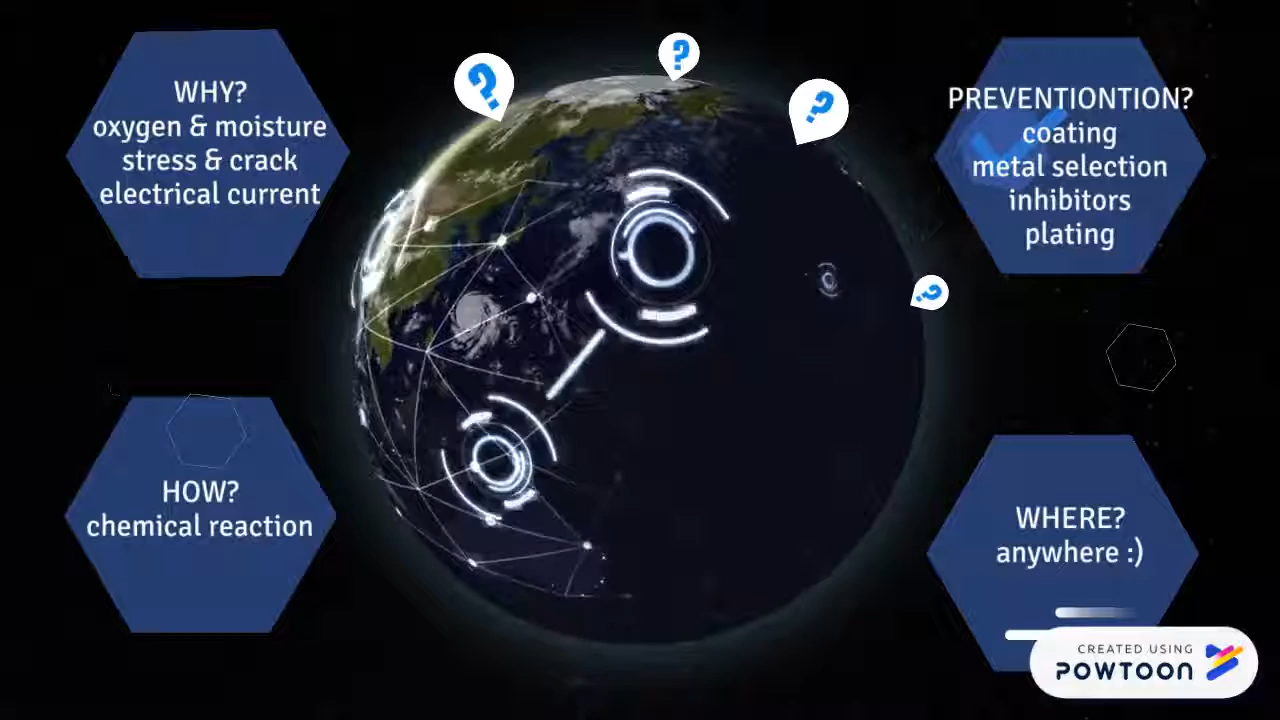 WHY?
oxygen & moisture
stress & crack
electrical current
PREVENTIONTION?
coating
metal selection
inhibitors
plating
HOW?
chemical reaction
WHERE?
anywhere :)
?
?
?
?
CREATED USING
POWTOON